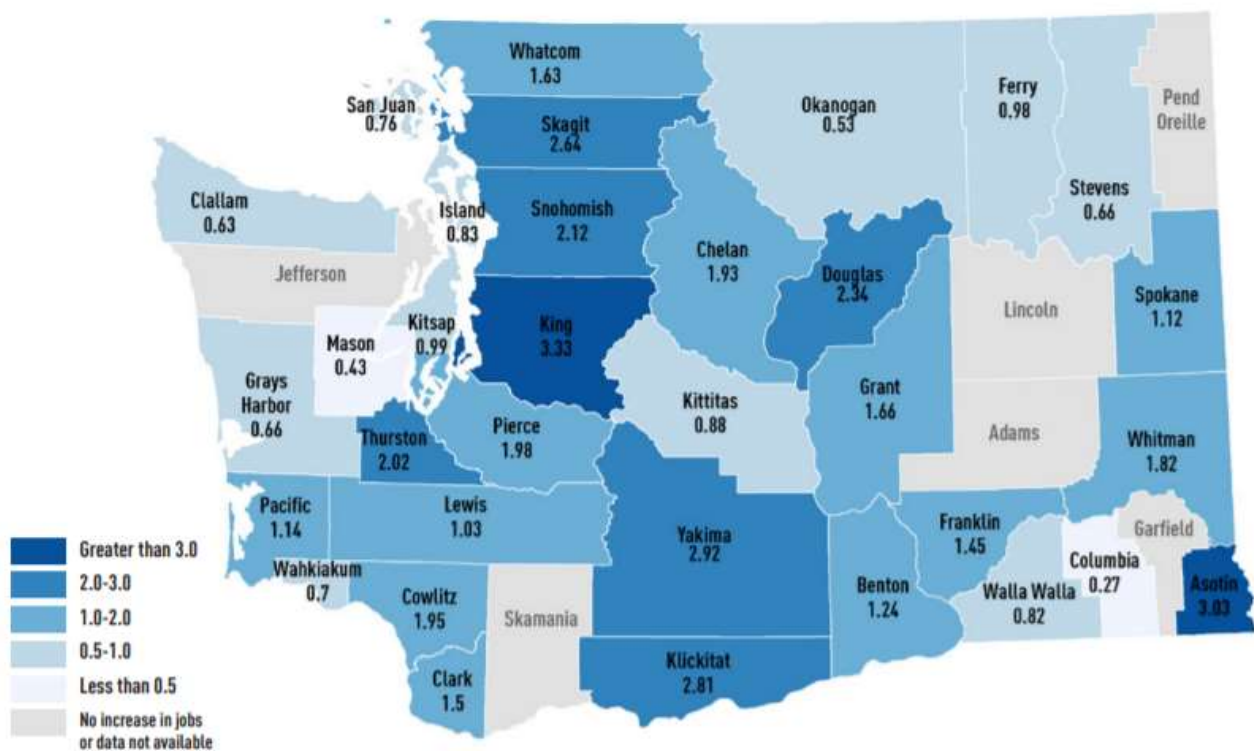 Whatcom
1.63
San Juan
0.76
Skagit
2.64
Okanogan
0.53
Ferry
0.98
Pend
Oreille
Stevens
0.66
Clallam
0.63
Island
0.83
Snohomish
2.12
Chelan
1.93
Douglas
2.34
Jefferson
Lincoln
Spokane
1.12
Mason
0.43
Kitsap
0.99
King
3.33
Grays
Harbor
0.66
Kittitas
0.88
Grant
1.66
Adams
Thurston
2.02
Pierce
1.98
Whitman
1.82
Pacific
1.14
Lewis
1.03
Yakima
2.92
Franklin
1.45
Garfield
Columbia
0.27
Asotin
3.03
Wahkiakum
0.7
Cowlitz
1.95
Skamania
Benton
1.24
Walla Walla
0.82
Clark
1.5
Klickitat
2.81
Greater than 3.0
2.0-3.0
1.0-2.0
0.5-1.0
Less than 0.5
No increase in jobs
or data not available